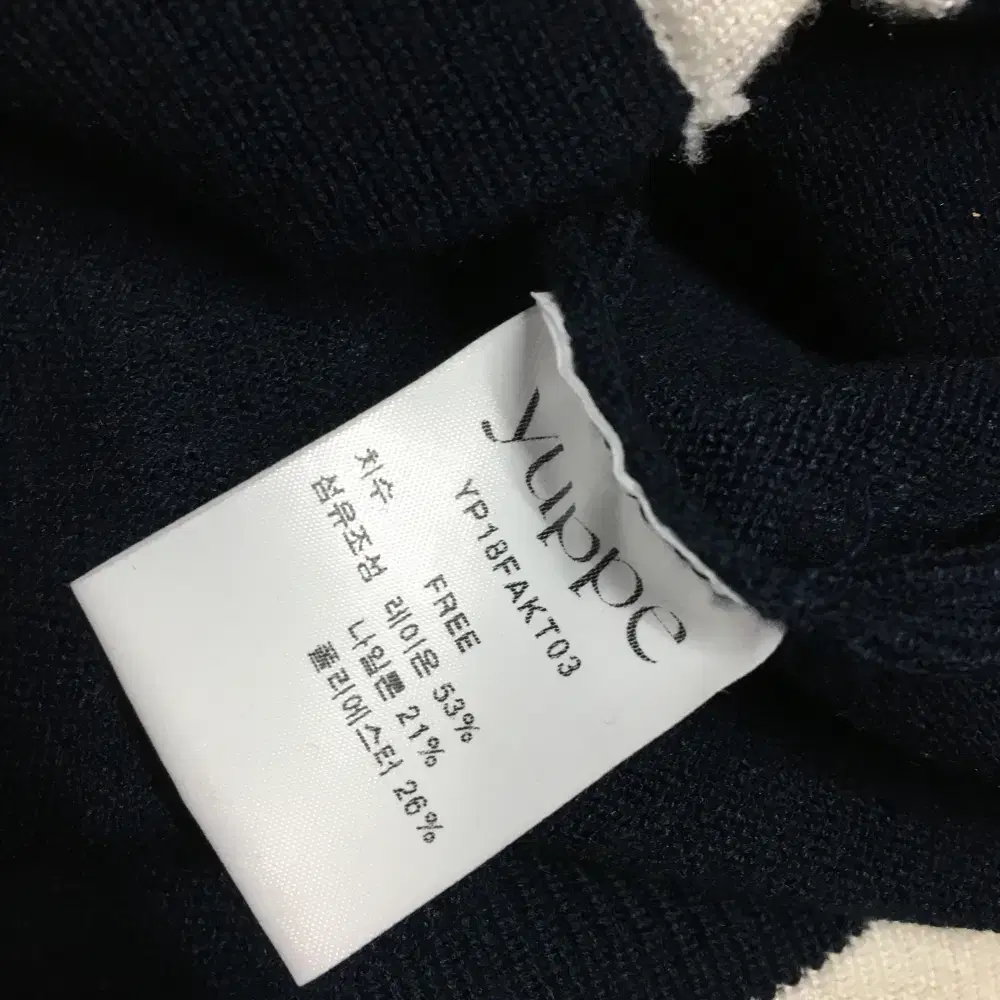 yuppe
YP18FAKT03
치수 FREE
섬유조성 레이온 53%
나일론 21%
폴리에스터 26%